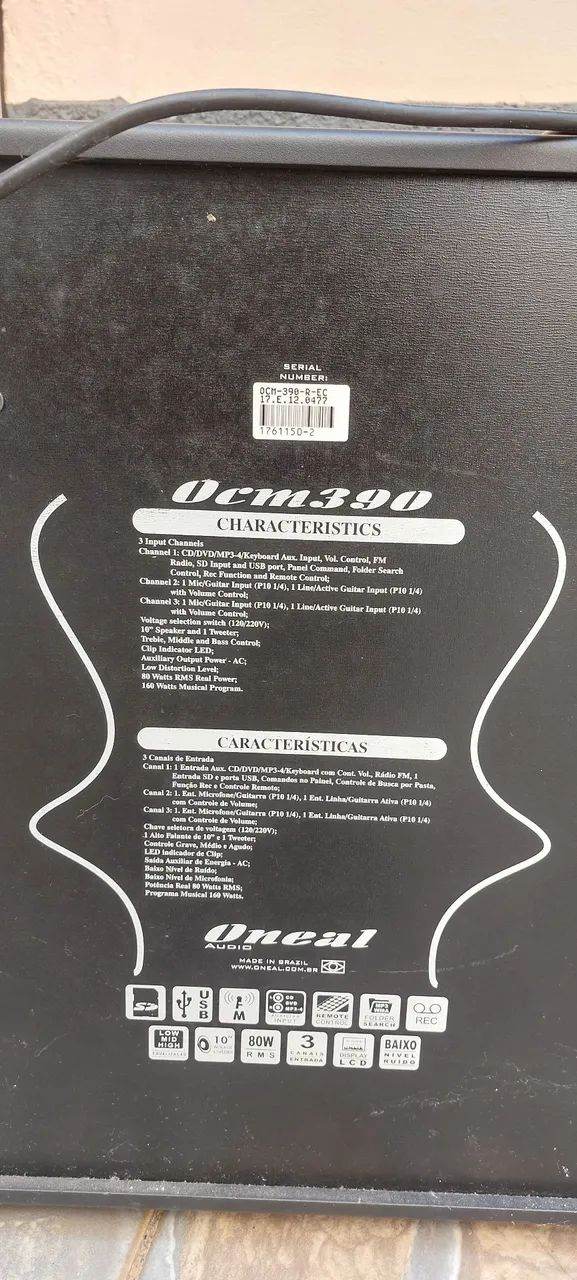 SERIAL
NUMBER:
OCM-390-R-EC
17.E.12.0477
1761150-2
Ocm390
CHARACTERISTICS
3 Input Channels
Channel 1: CD/DVD/MP3-4/Keyboard Aux. Input, Vol. Control, FM
Radio, SD Input and USB port, Panel Command, Folder Search
Control, Rec Function and Remote Control;
Channel 2: 1 Mic/Guitar Input (P10 1/4), 1 Line/Active Guitar Input (P10 1/4)
with Volume Control;
Channel 3: 1 Mic/Guitar Input (P10 1/4), 1 Line/Active Guitar Input (P10 1/4)
with Volume Control;
Voltage selection switch (120/220V);
10" Speaker and 1 Tweeter;
Treble, Middle and Bass Control;
Clip Indicator LED;
Auxiliary Output Power - AC;
Low Distortion Level;
80 Watts RMS Real Power;
160 Watts Musical Program.
CARACTERÍSTICAS
3 Canais de Entrada
Canal 1: 1 Entrada Aux. CD/DVD/MP3-4/Keyboard com Cont. Vol., Rádio FM, 1
Entrada SD e porta USB, Comandos no Painel, Controle de Busca por Pasta,
Função Rec e Controle Remoto;
Canal 2: 1. Ent. Microfone/Guitarra (P10 1/4), 1 Ent. Linha/Guitarra Ativa (P10 1/4)
com Controle de Volume;
Canal 3: 1. Ent. Microfone/Guitarra (P10 1/4), 1 Ent. Linha/Guitarra Ativa (P10 1/4)
com Controle de Volume;
Chave seletora de voltagem (120/220V);
1 Alto Falante de 10" e 1 Tweeter;
Controle Grave, Médio e Agudo;
LED indicador de Clip;
Saída Auxiliar de Energia - AC;
Baixo Nível de Ruído;
Baixo Nível de Microfonia;
Potência Real 80 Watts RMS;
Programa Musical 160 Watts.
Oneal
AUDIO
MADE IN BRAZIL
WWW.ONEAL.COM.BR
SD
USB
FM
CD
DVD
MP3-4
AUXILIAR
INPUT
REMOTE
CONTROL
MP3
WMA
FOLDER
SEARCH
REC
LOW
MID
HIGH
EQUALIZAÇÃO
10"
80W
RMS
3
CANAIS
ENTRADA
DISPLAY
LCD
BAIXO
NÍVEL
RUÍDO